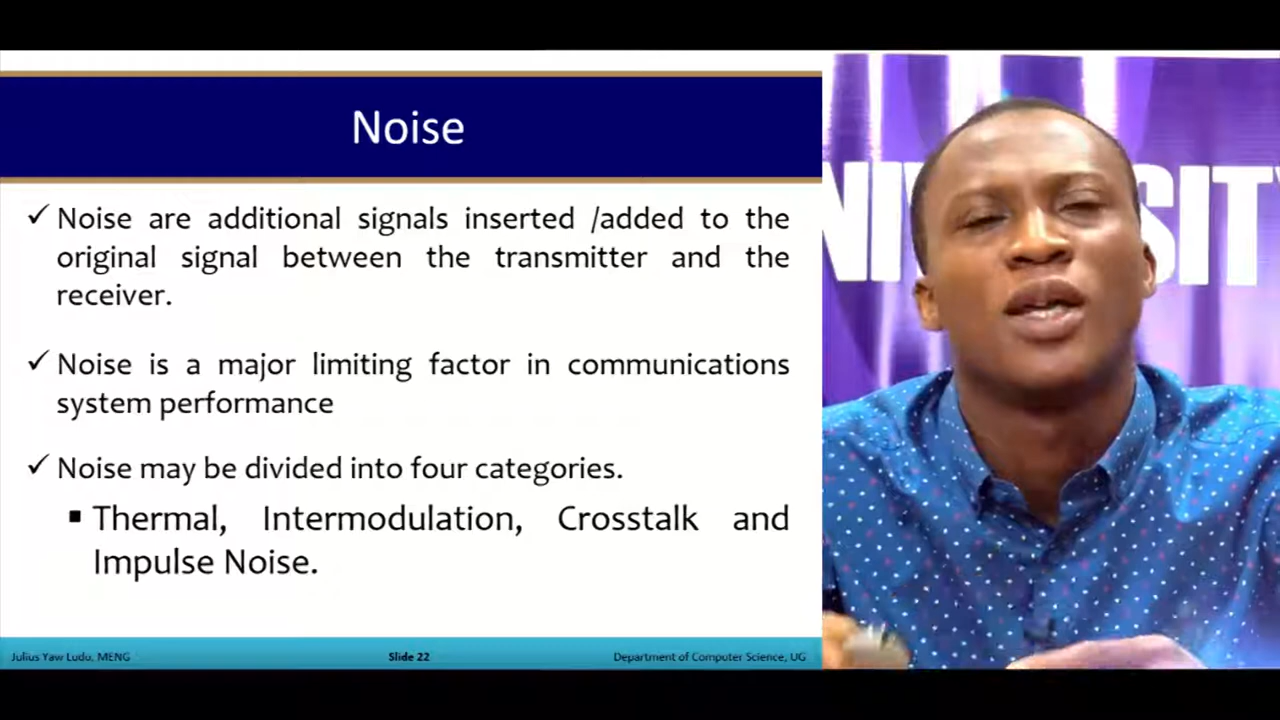 Noise
✓ Noise are additional signals inserted /added to the
original signal between the transmitter and the
receiver.
✓ Noise is a major limiting factor in communications
system performance
✓ Noise may be divided into four categories.
▪ Thermal, Intermodulation, Crosstalk and
Impulse Noise.
Julius Yaw Ludu, MENG
Slide 22
Department of Computer Science, UG